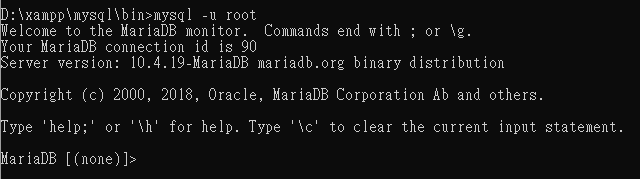 D:\xampp\mysql\bin>mysql -u root
Welcome to the MariaDB monitor.  Commands end with ; or \g.
Your MariaDB connection id is 90
Server version: 10.4.19-MariaDB mariadb.org binary distribution
Copyright (c) 2000, 2018, Oracle, MariaDB Corporation Ab and others.
Type 'help;' or '\h' for help. Type '\c' to clear the current input statement.
MariaDB [(none)]>